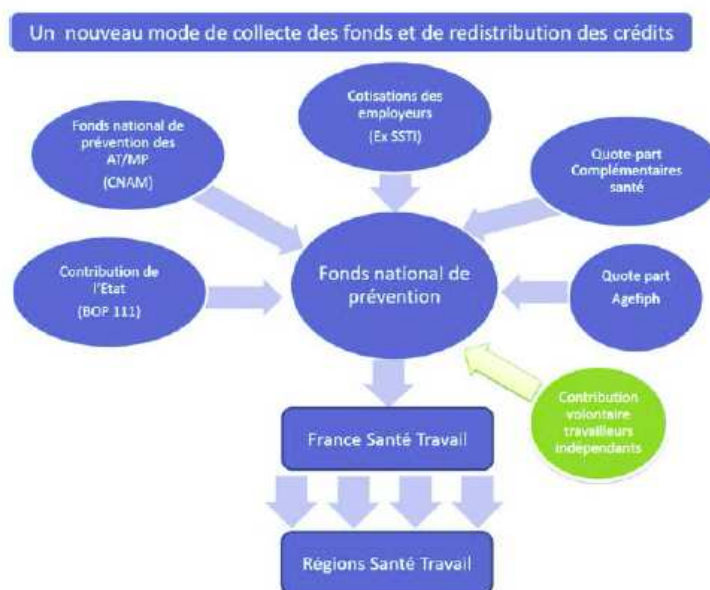 Un nouveau mode de collecte des fonds et de redistribution des crédits
Cotisations des
employeurs
(Ex SSTI)
Fonds national de
prévention des
AT/MP
(CNAM)
Quote-part
Complémentaires
santé
Contribution de
l'Etat
(BOP 111)
Fonds national de
prévention
Quote part
Agefiph
Contribution
volontaire
travailleurs
indépendants
France Santé Travail
Régions Santé Travail